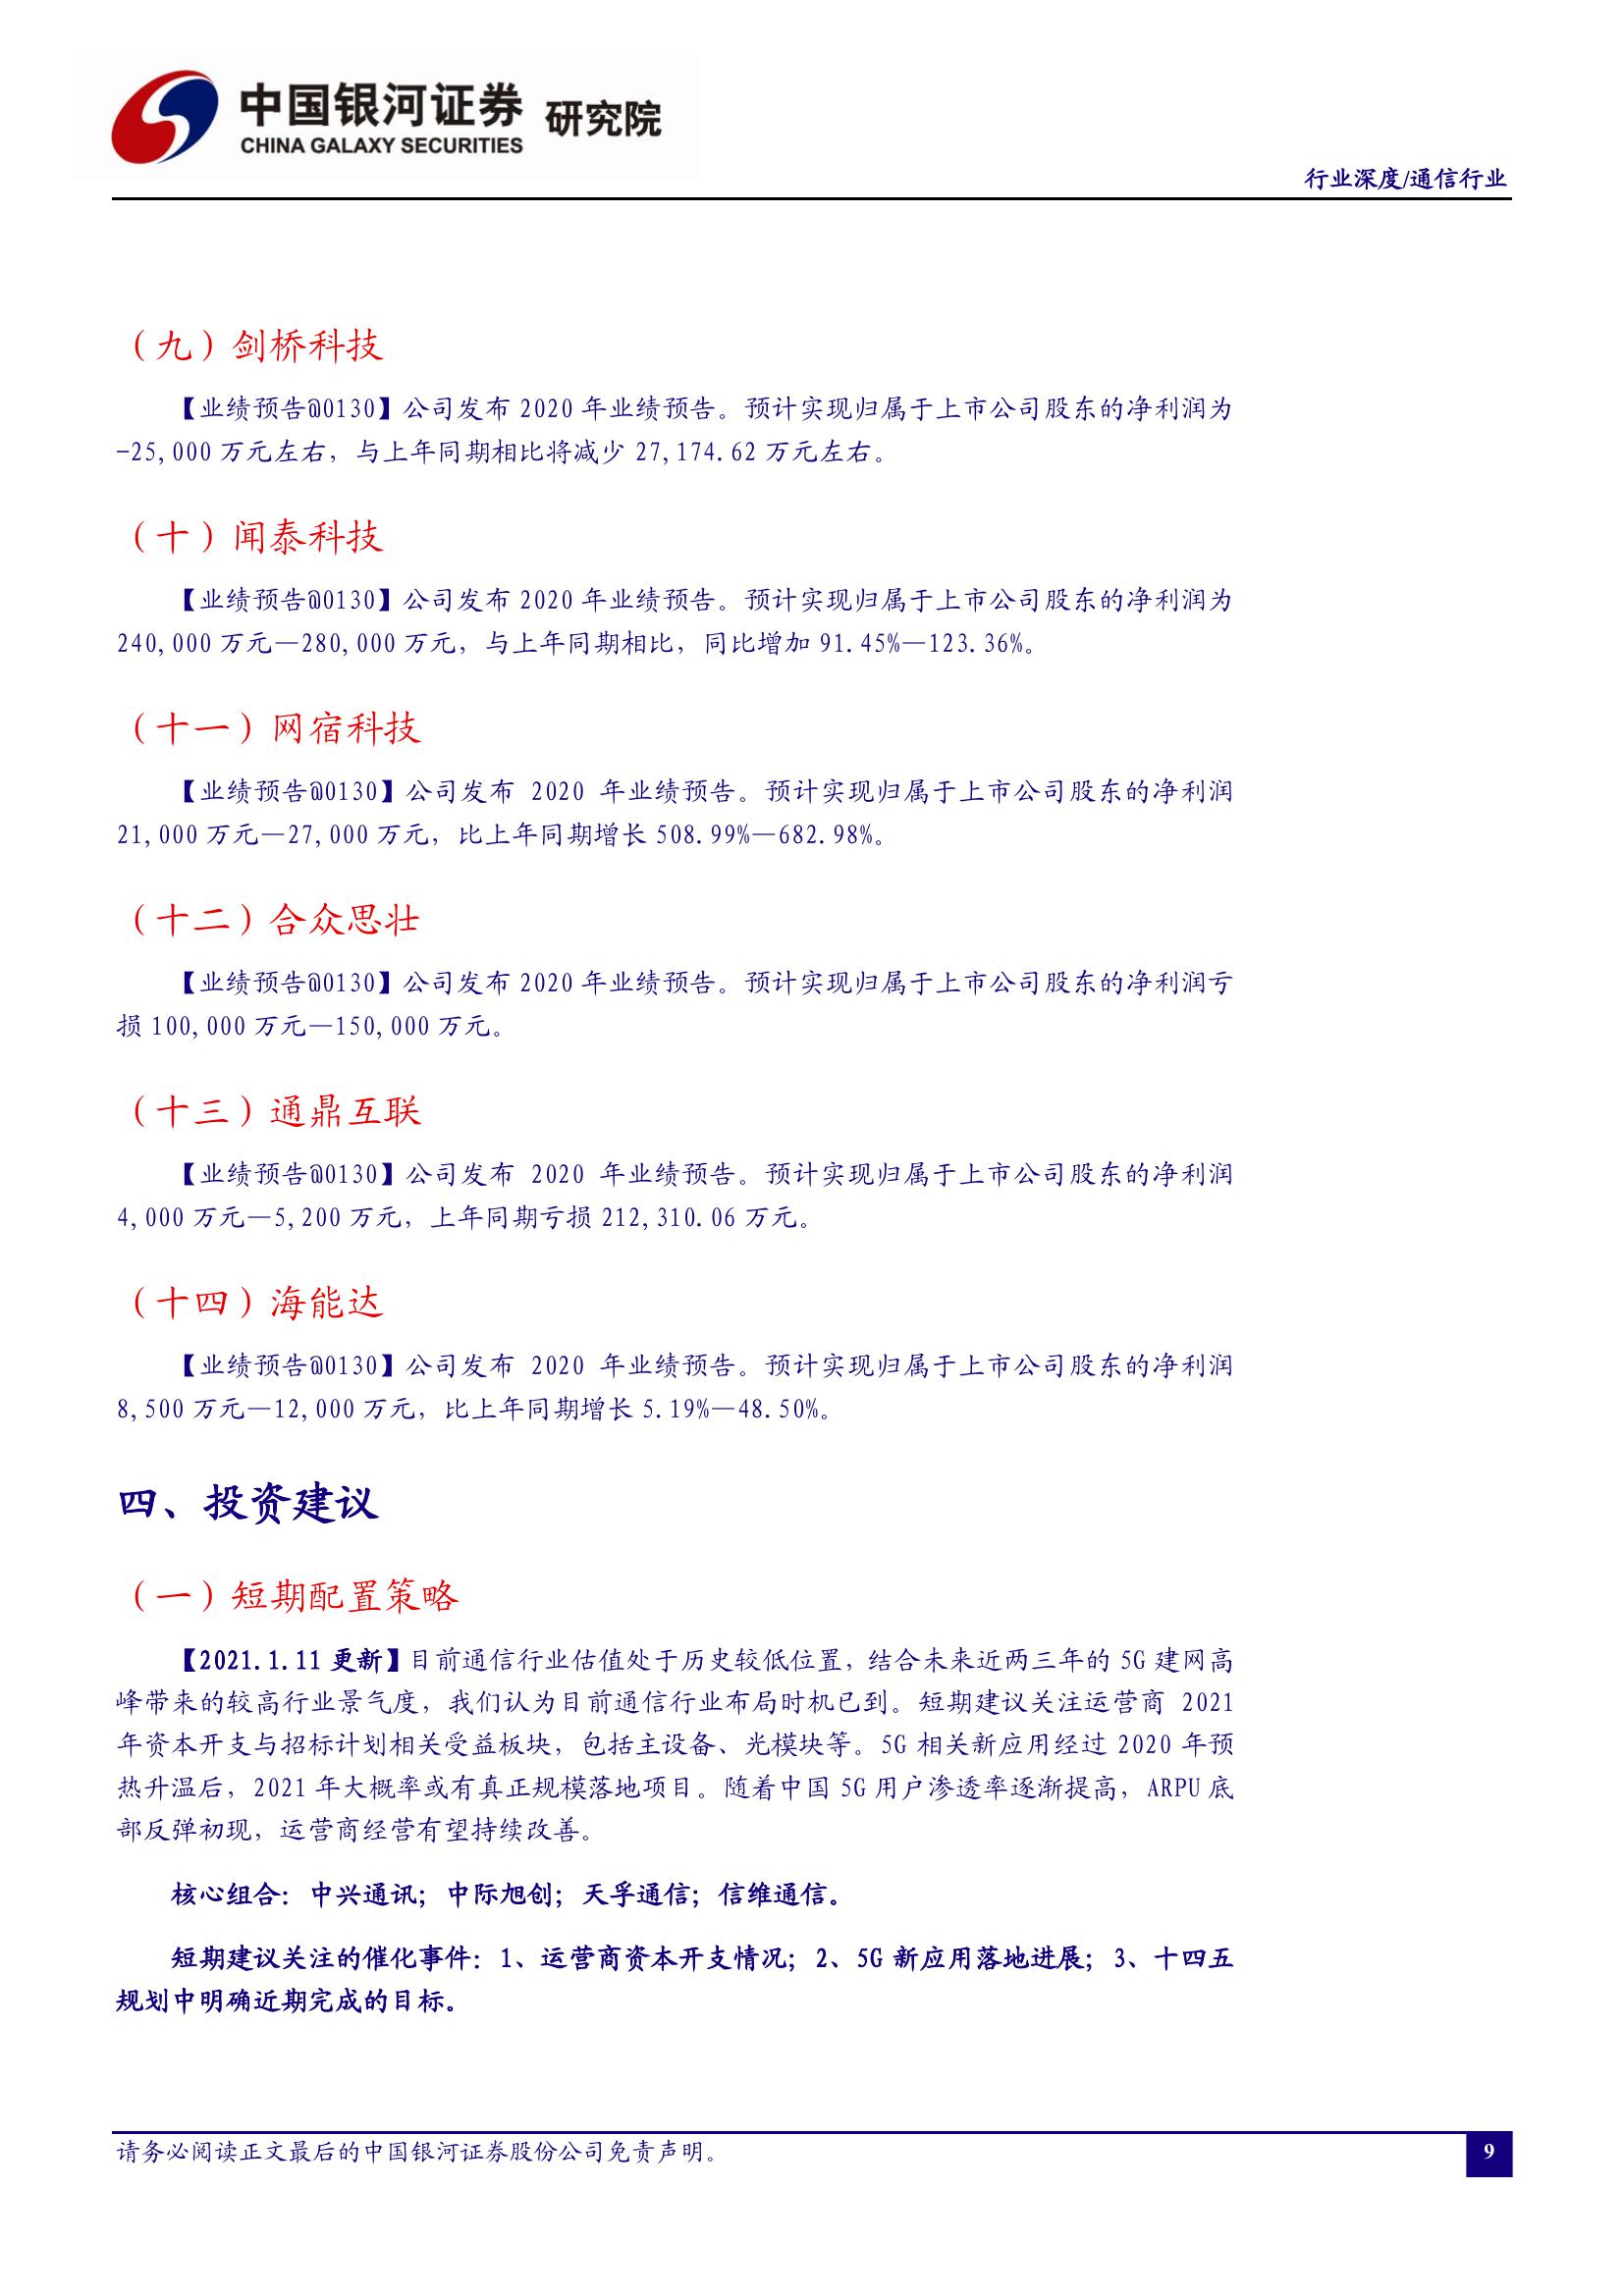 中国银河证券 研究院
CHINA GALAXY SECURITIES
行业深度/通信行业
（九）剑桥科技
【业绩预告@0130】公司发布 2020 年业绩预告。预计实现归属于上市公司股东的净利润为
-25,000 万元左右，与上年同期相比将减少 27,174.62 万元左右。
（十）闻泰科技
【业绩预告@0130】公司发布 2020 年业绩预告。预计实现归属于上市公司股东的净利润为
240,000 万元—280,000 万元，与上年同期相比，同比增加 91.45%—123.36%。
（十一）网宿科技
【业绩预告@0130】公司发布 2020 年业绩预告。预计实现归属于上市公司股东的净利润
21,000 万元—27,000 万元，比上年同期增长 508.99%—682.98%。
（十二）合众思壮
【业绩预告@0130】公司发布 2020 年业绩预告。预计实现归属于上市公司股东的净利润亏
损 100,000 万元—150,000 万元。
（十三）通鼎互联
【业绩预告@0130】公司发布 2020 年业绩预告。预计实现归属于上市公司股东的净利润
4,000 万元—5,200 万元，上年同期亏损 212,310.06 万元。
（十四）海能达
【业绩预告@0130】公司发布 2020 年业绩预告。预计实现归属于上市公司股东的净利润
8,500 万元—12,000 万元，比上年同期增长 5.19%—48.50%。
四、投资建议
（一）短期配置策略
【2021.1.11 更新】目前通信行业估值处于历史较低位置，结合未来近两三年的 5G 建网高
峰带来的较高行业景气度，我们认为目前通信行业布局时机已到。短期建议关注运营商 2021
年资本开支与招标计划相关受益板块，包括主设备、光模块等。5G 相关新应用经过 2020 年预
热升温后，2021 年大概率或有真正规模落地项目。随着中国 5G 用户渗透率逐渐提高，ARPU 底
部反弹初现，运营商经营有望持续改善。
核心组合：中兴通讯；中际旭创；天孚通信；信维通信。
短期建议关注的催化事件：1、运营商资本开支情况；2、5G 新应用落地进展；3、十四五
规划中明确近期完成的目标。
请务必阅读正文最后的中国银河证券股份公司免责声明。
9